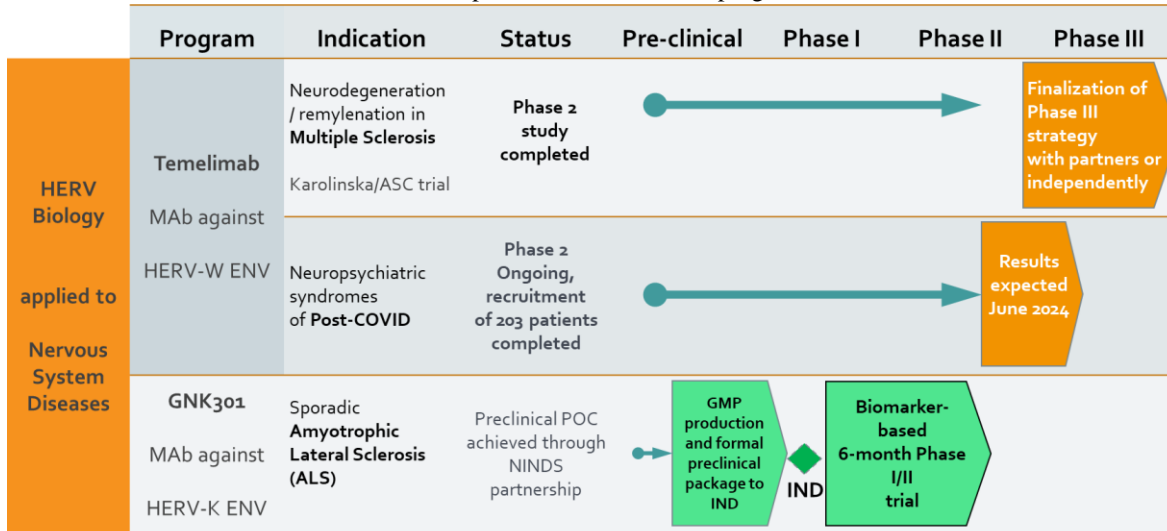 Program Indication Status Pre-clinical Phase I Phase II Phase III
HERV
Biology
applied to
Nervous
System
Diseases
Temelimab
MAb against
HERV-W ENV
Neurodegeneration
/ remylenation in
Multiple Sclerosis
Karolinska/ASC trial
Phase 2
study
completed
Finalization of
Phase III
strategy
with partners or
independently
Neuropsychiatric
syndromes
of Post-COVID
Phase 2
Ongoing,
recruitment
of 203 patients
completed
Results
expected
June 2024
GNK301
MAb against
HERV-K ENV
Sporadic
Amyotrophic
Lateral Sclerosis
(ALS)
Preclinical POC
achieved through
NINDS
partnership
GMP
production
and formal
preclinical
package to
IND
IND
Biomarker-
based
6-month Phase
I/II
trial